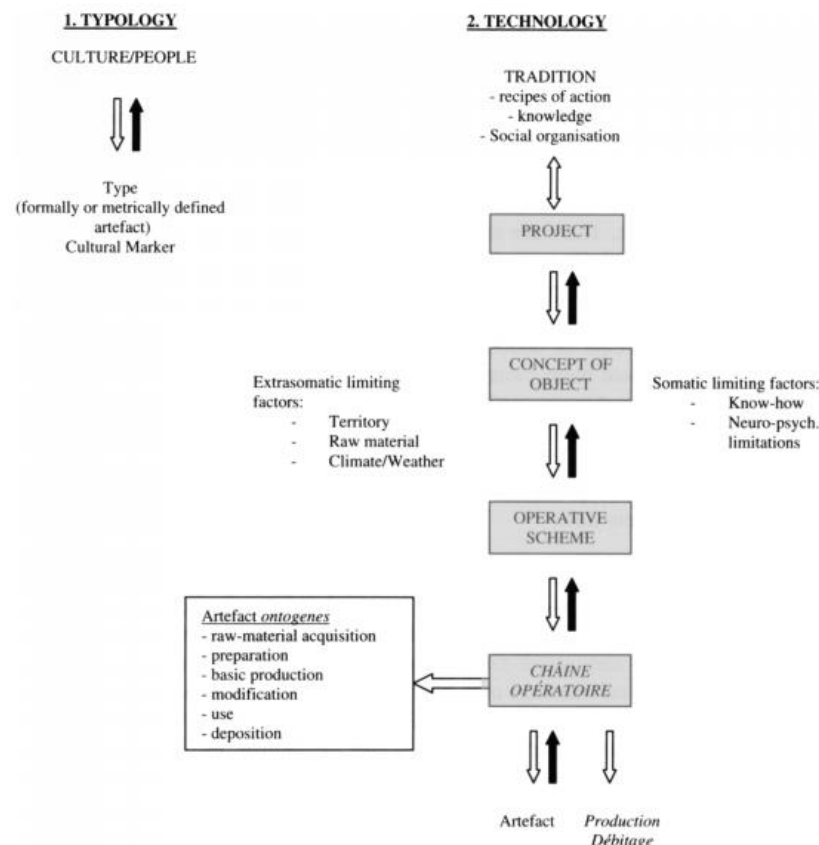 1. TYPOLOGY
CULTURE/PEOPLE
Type
(formally or metrically defined
artefact)
Cultural Marker
2. TECHNOLOGY
TRADITION
- recipes of action
- knowledge
- Social organisation
PROJECT
CONCEPT OF
OBJECT
Extrasomatic limiting
factors:
- Territory
- Raw material
- Climate/Weather
Somatic limiting factors:
- Know-how
- Neuro-psych.
limitations
OPERATIVE
SCHEME
Artefact ontogenes
- raw-material acquisition
- preparation
- basic production
- modification
- use
- deposition
CHÂINE
OPÉRATOIRE
Artefact
Production
Débitage